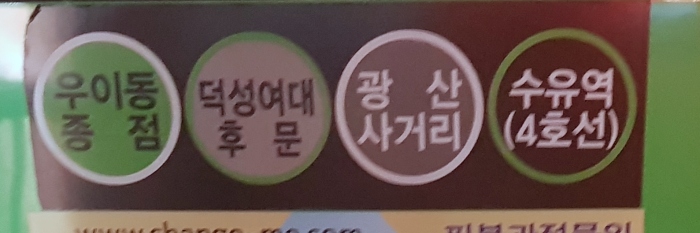 우이동 덕성여대 광 산 수유역
종 점 후 문 사거리 (4호선)